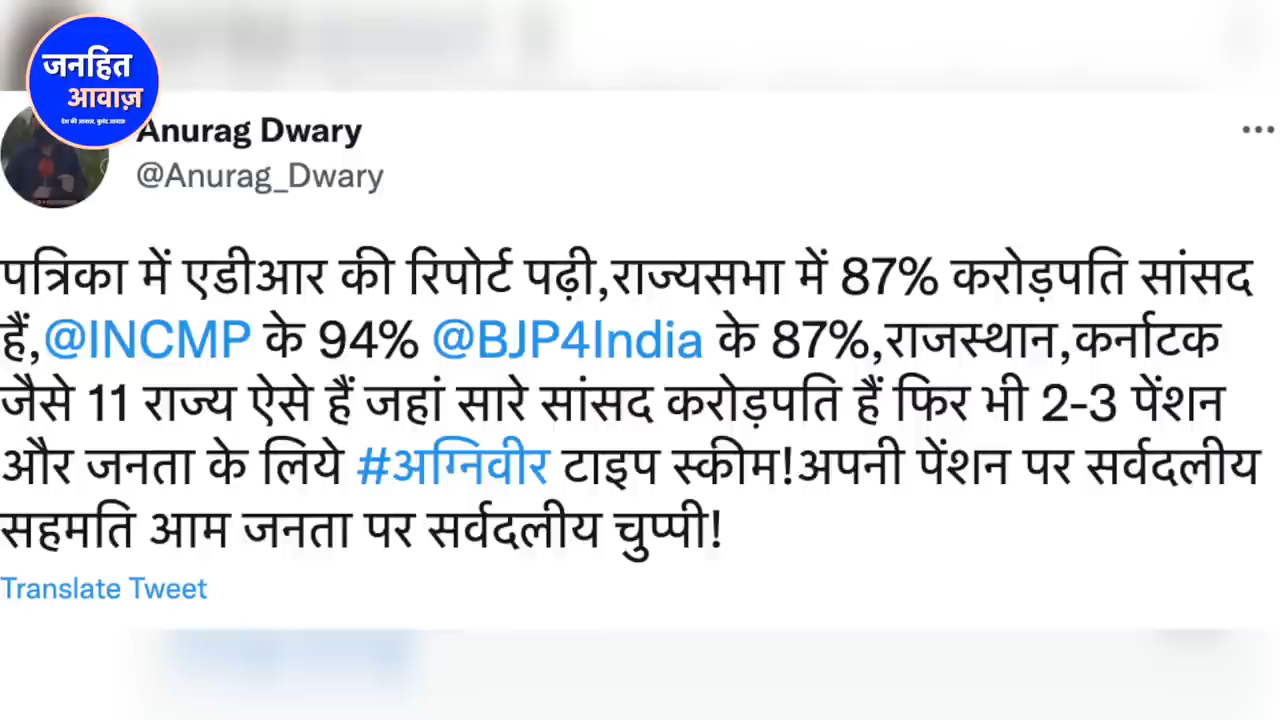 जनहित
आवाज़
देश की आवाज, बुलंद आवाज
Anurag Dwary
@Anurag_Dwary
पत्रिका में एडीआर की रिपोर्ट पढ़ी,राज्यसभा में 87% करोड़पति सांसद
हैं,@INCMP के 94% @BJP4India के 87%,राजस्थान,कर्नाटक
जैसे 11 राज्य ऐसे हैं जहां सारे सांसद करोड़पति हैं फिर भी 2-3 पेंशन
और जनता के लिये #अग्निवीर टाइप स्कीम!अपनी पेंशन पर सर्वदलीय
सहमति आम जनता पर सर्वदलीय चुप्पी!
Translate Tweet